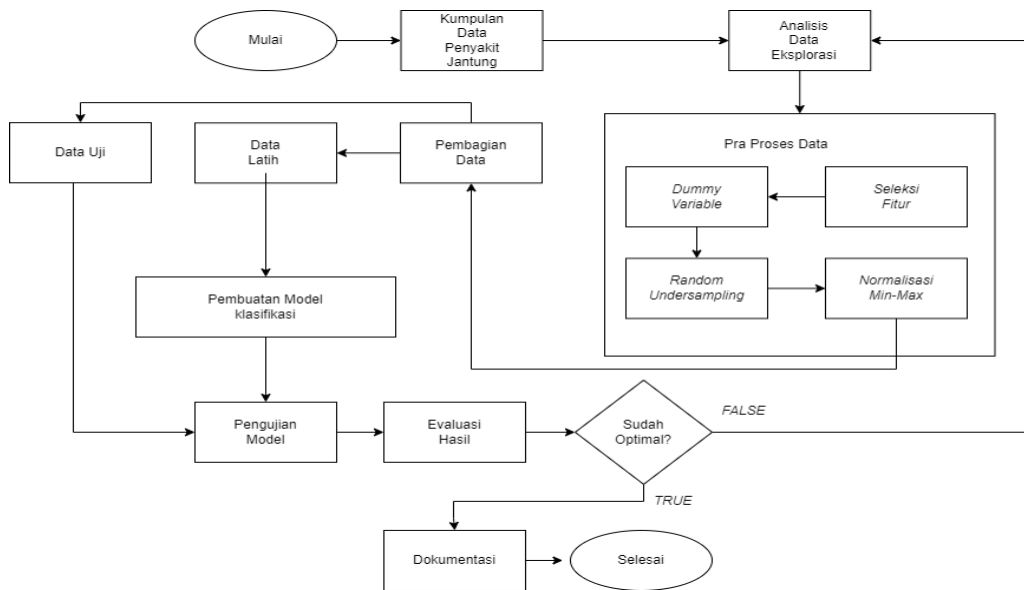 Mulai
Kumpulan
Data
Penyakit
Jantung
Analisis
Data
Eksplorasi
Data Uji
Data
Latih
Pembagian
Data
Pra Proses Data
Dummy
Variable
Seleksi
Fitur
Random
Undersampling
Normalisasi
Min-Max
Pembuatan Model
klasifikasi
Pengujian
Model
Evaluasi
Hasil
Sudah
Optimal?
FALSE
TRUE
Dokumentasi
Selesai